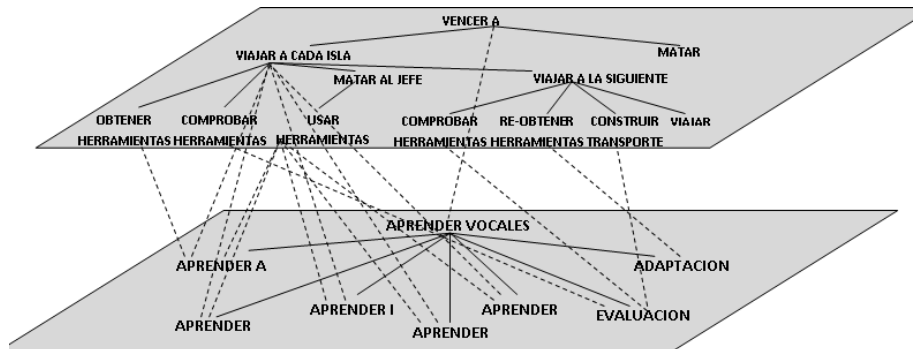 VENCER A
VIAJAR A CADA ISLA
MATAR
MATAR AL JEFE
VIAJAR A LA SIGUIENTE
OBTENER COMPROBAR USAR COMPROBAR RE-OBTENER CONSTRUIR VIAJAR
HERRAMIENTAS HERRAMIENTAS HERRAMIENTAS HERRAMIENTAS HERRAMIENTAS TRANSPORTE
APRENDER VOCALES
APRENDER A ADAPTACION
APRENDER I APRENDER EVALUACION
APRENDER APRENDER